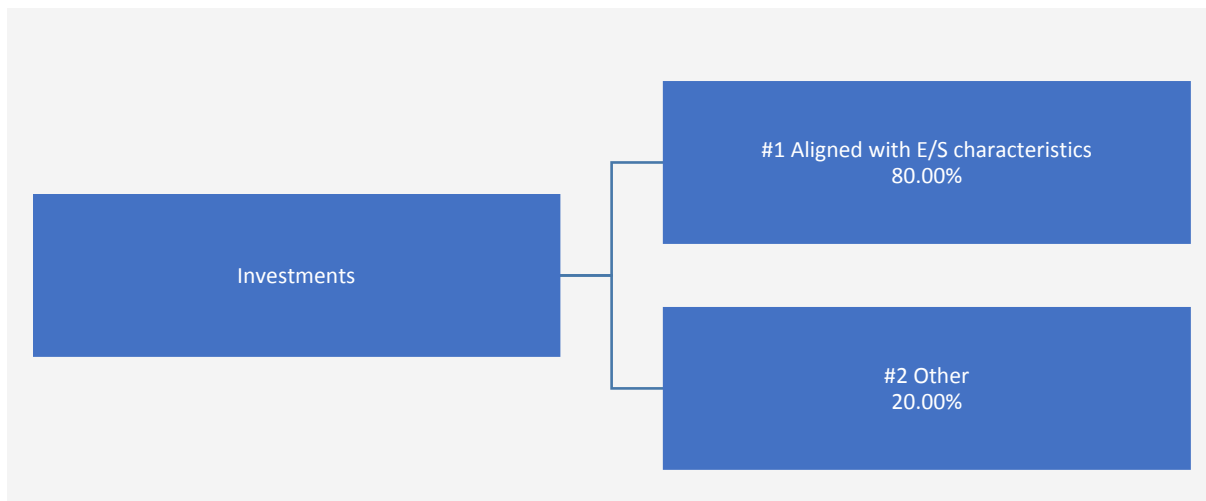 Investments
#1 Aligned with E/S characteristics
80.00%
#2 Other
20.00%